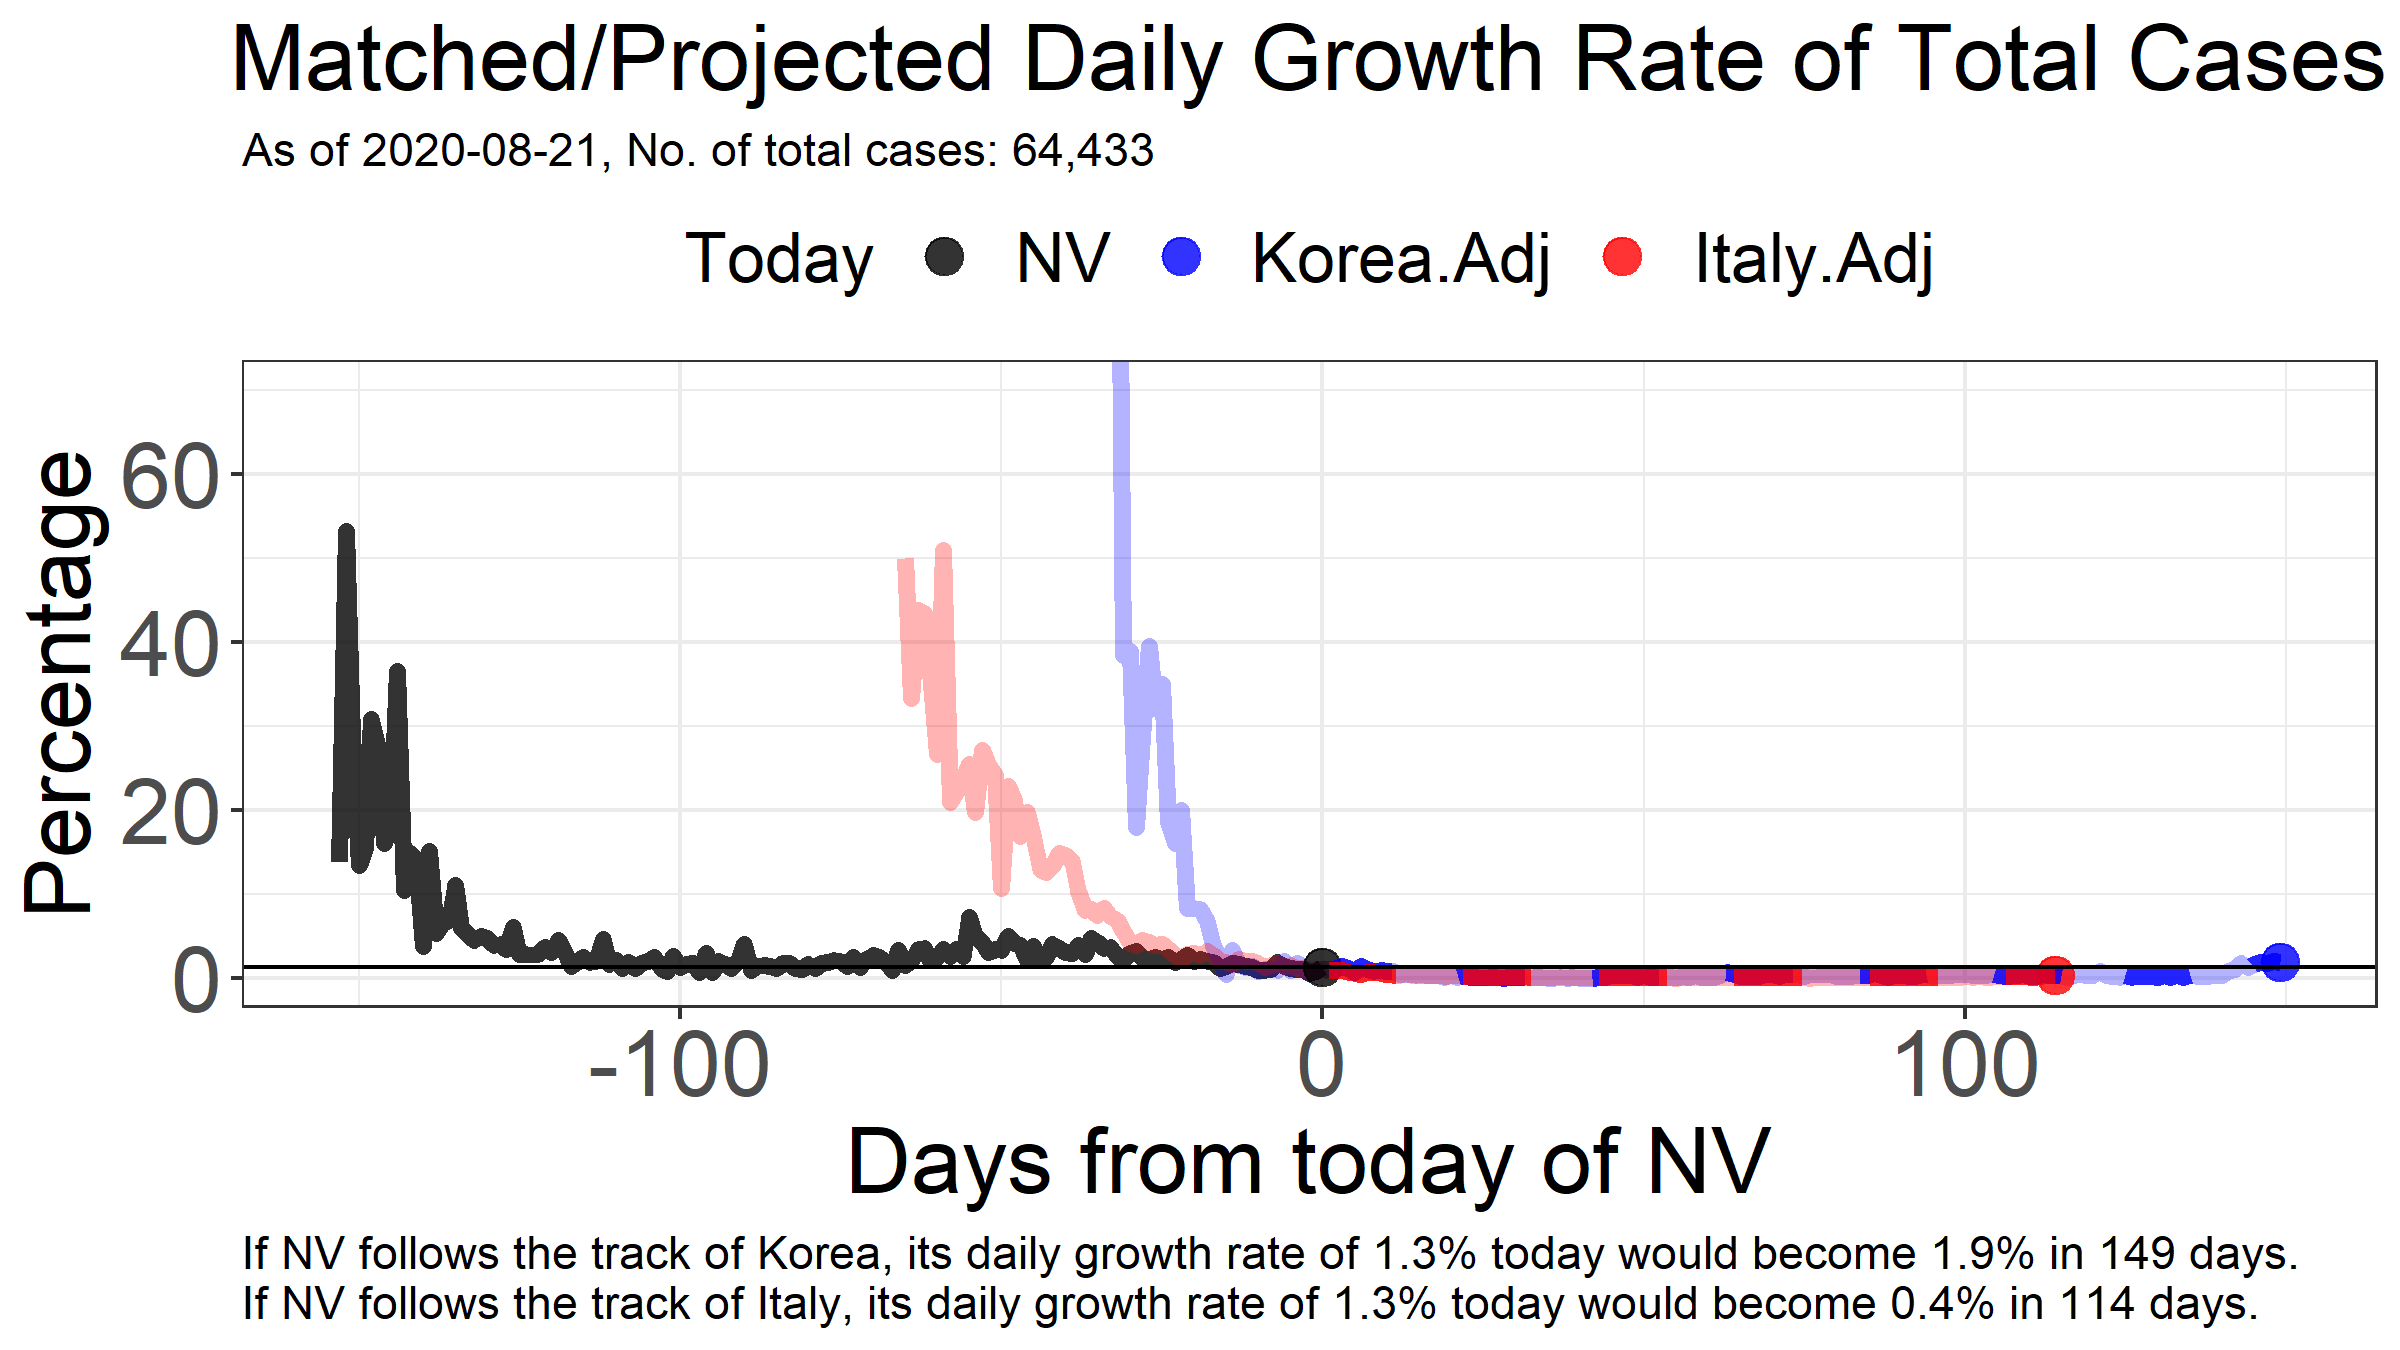 Matched/Projected Daily Growth Rate of Total Cases
As of 2020-08-21, No. of total cases: 64,433
Today NV Korea.Adj Italy.Adj
Percentage
60
40
20
0
-100 0 100
Days from today of NV
If NV follows the track of Korea, its daily growth rate of 1.3% today would become 1.9% in 149 days.
If NV follows the track of Italy, its daily growth rate of 1.3% today would become 0.4% in 114 days.